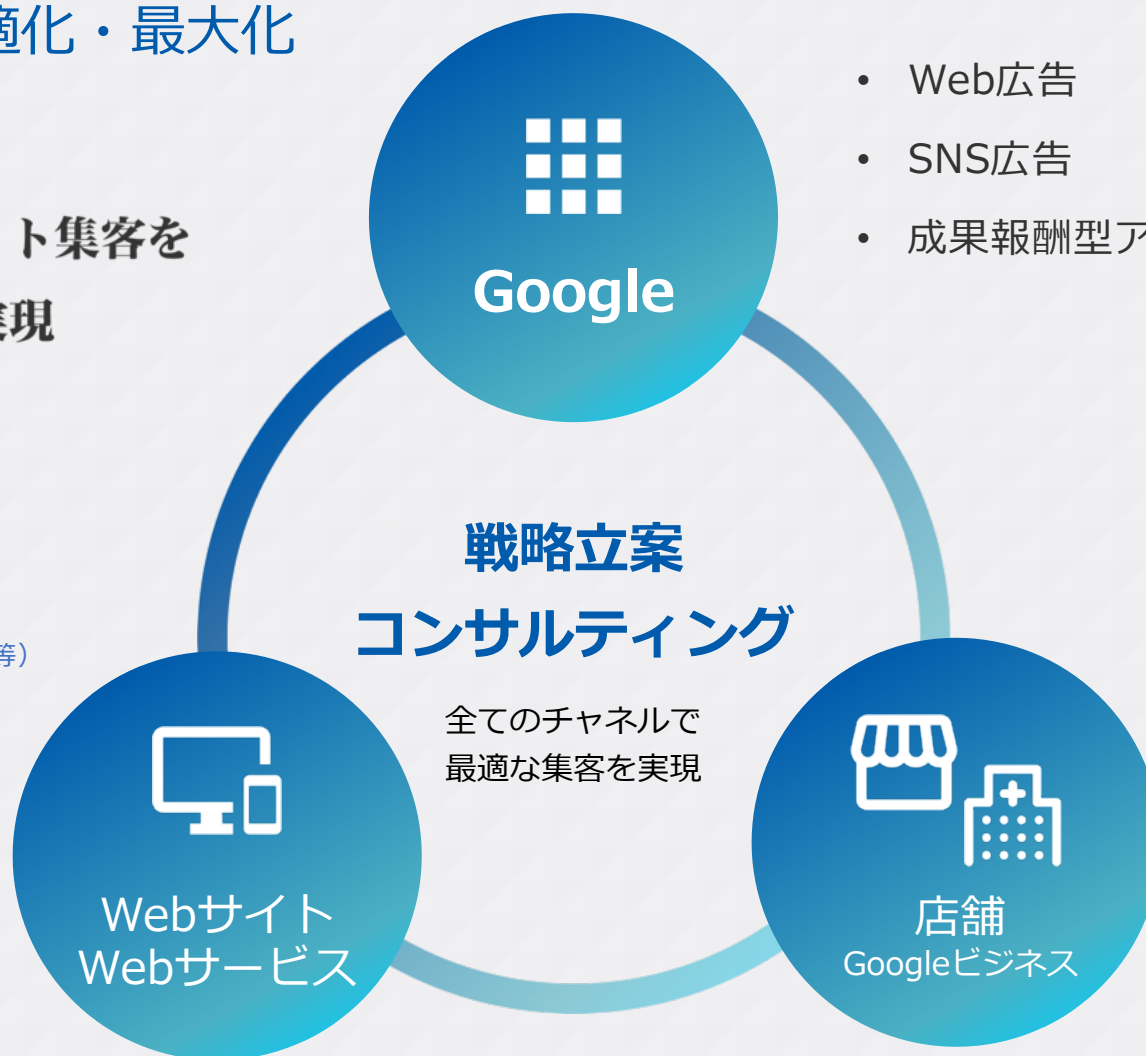 適化・最大化
• Web広告
• SNS広告
• 成果報酬型ア
ト集客を
実現
Google
戦略立案
コンサルティング
全てのチャネルで
最適な集客を実現
等）
Webサイト
Webサービス
店舗
Googleビジネス